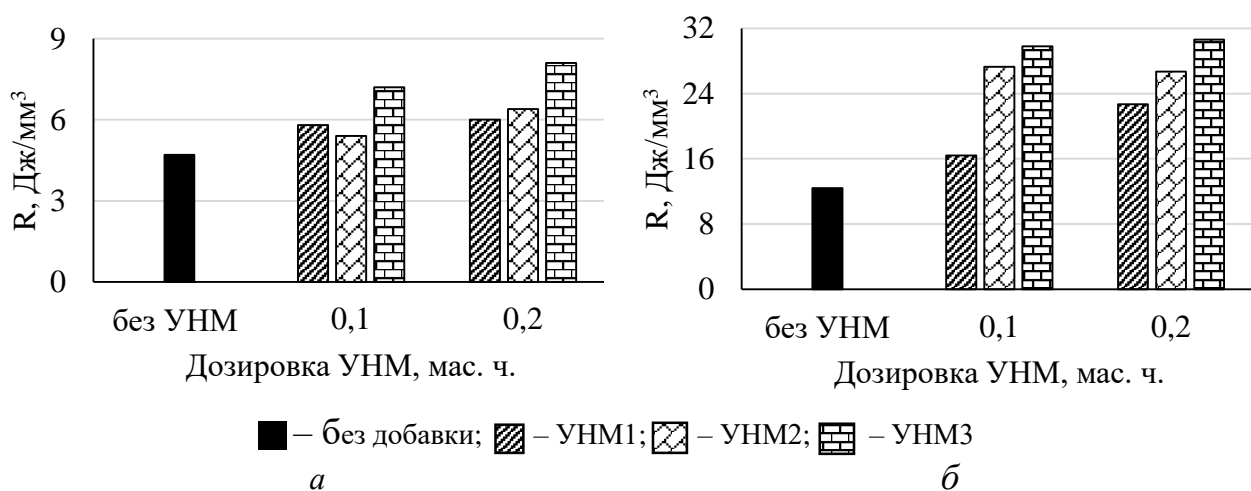 R, Дж/мм³
9
6
3
0
без УНМ 0,1 0,2
Дозировка УНМ, мас. ч.
R, Дж/мм³
32
24
16
8
0
без УНМ 0,1 0,2
Дозировка УНМ, мас. ч.
– без добавки; – УНМ1; – УНМ2; – УНМ3
а б